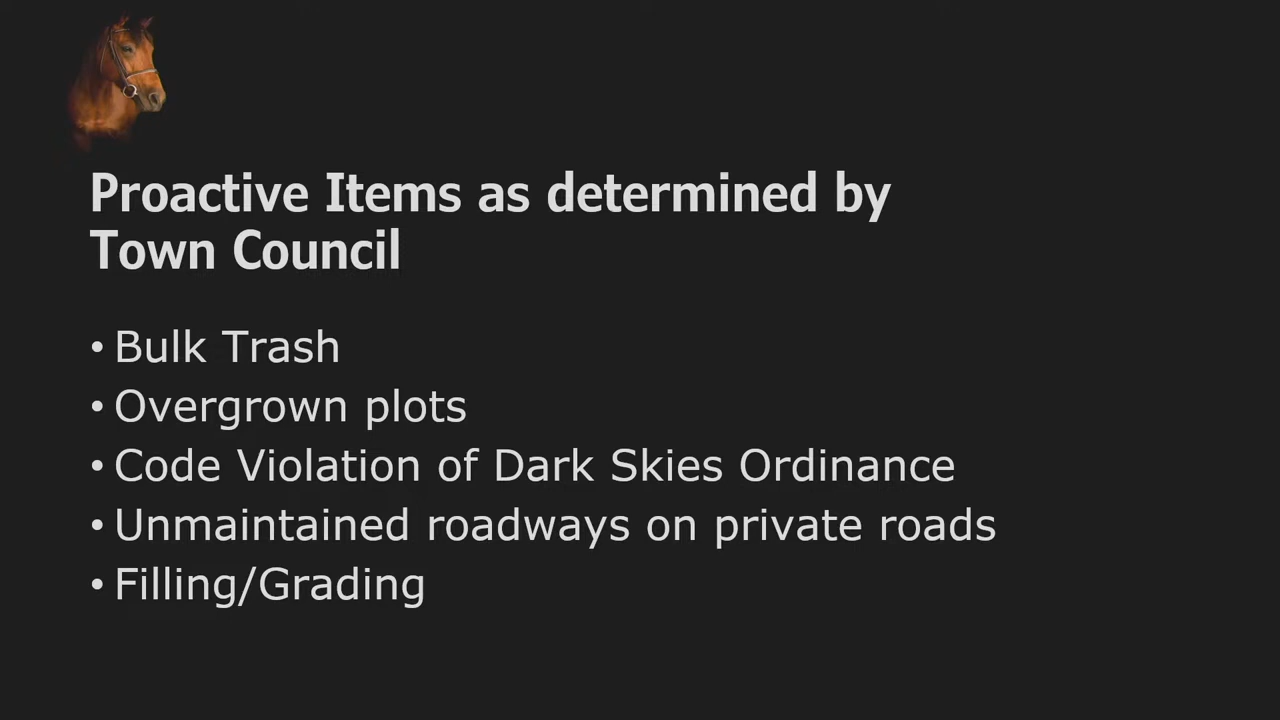 Proactive Items as determined by
Town Council
• Bulk Trash
• Overgrown plots
• Code Violation of Dark Skies Ordinance
• Unmaintained roadways on private roads
• Filling/Grading